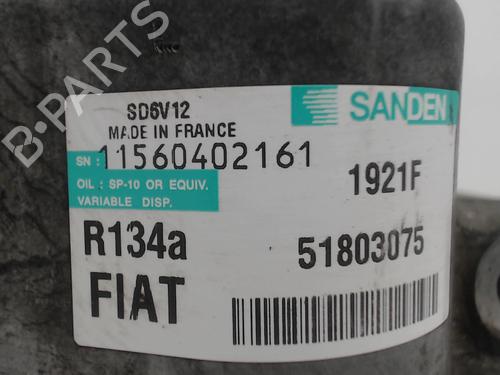 B-PARTS
SD6V12
MADE IN FRANCE
SANDEN
SN : 11560402161
1921F
OIL : SP-10 OR EQUIV.
VARIABLE DISP.
R134a
51803075
FIAT